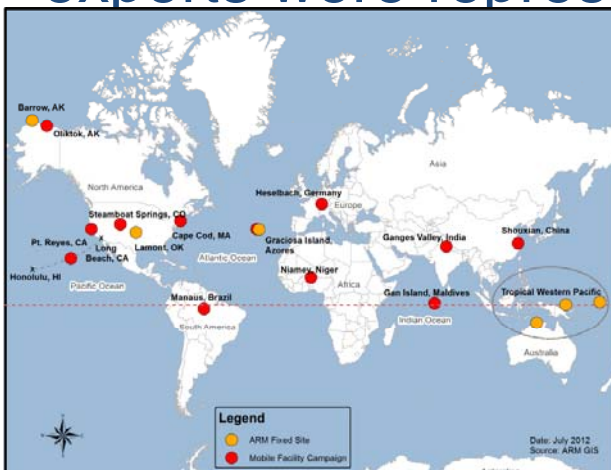 experts were repres
Barrow, AK
Oliktok, AK
North America
Steamboat Springs, CO
Pt. Reyes, CA
Long
Beach, CA
Lamont, OK
Cape Cod, MA
Honolulu, HI
Pacific Ocean
Atlantic Ocean
Graciosa Island,
Azores
Heselbach, Germany
Europe
Asia
Ganges Valley, India
Shouxian, China
Niamey, Niger
Africa
Manaus, Brazil
South America
Gan Island, Maldives
Indian Ocean
Tropical Western Pacific
Australia
Legend
ARM Fixed Site
Mobile Facility Campaign
Date: July 2012
Source: ARM GIS